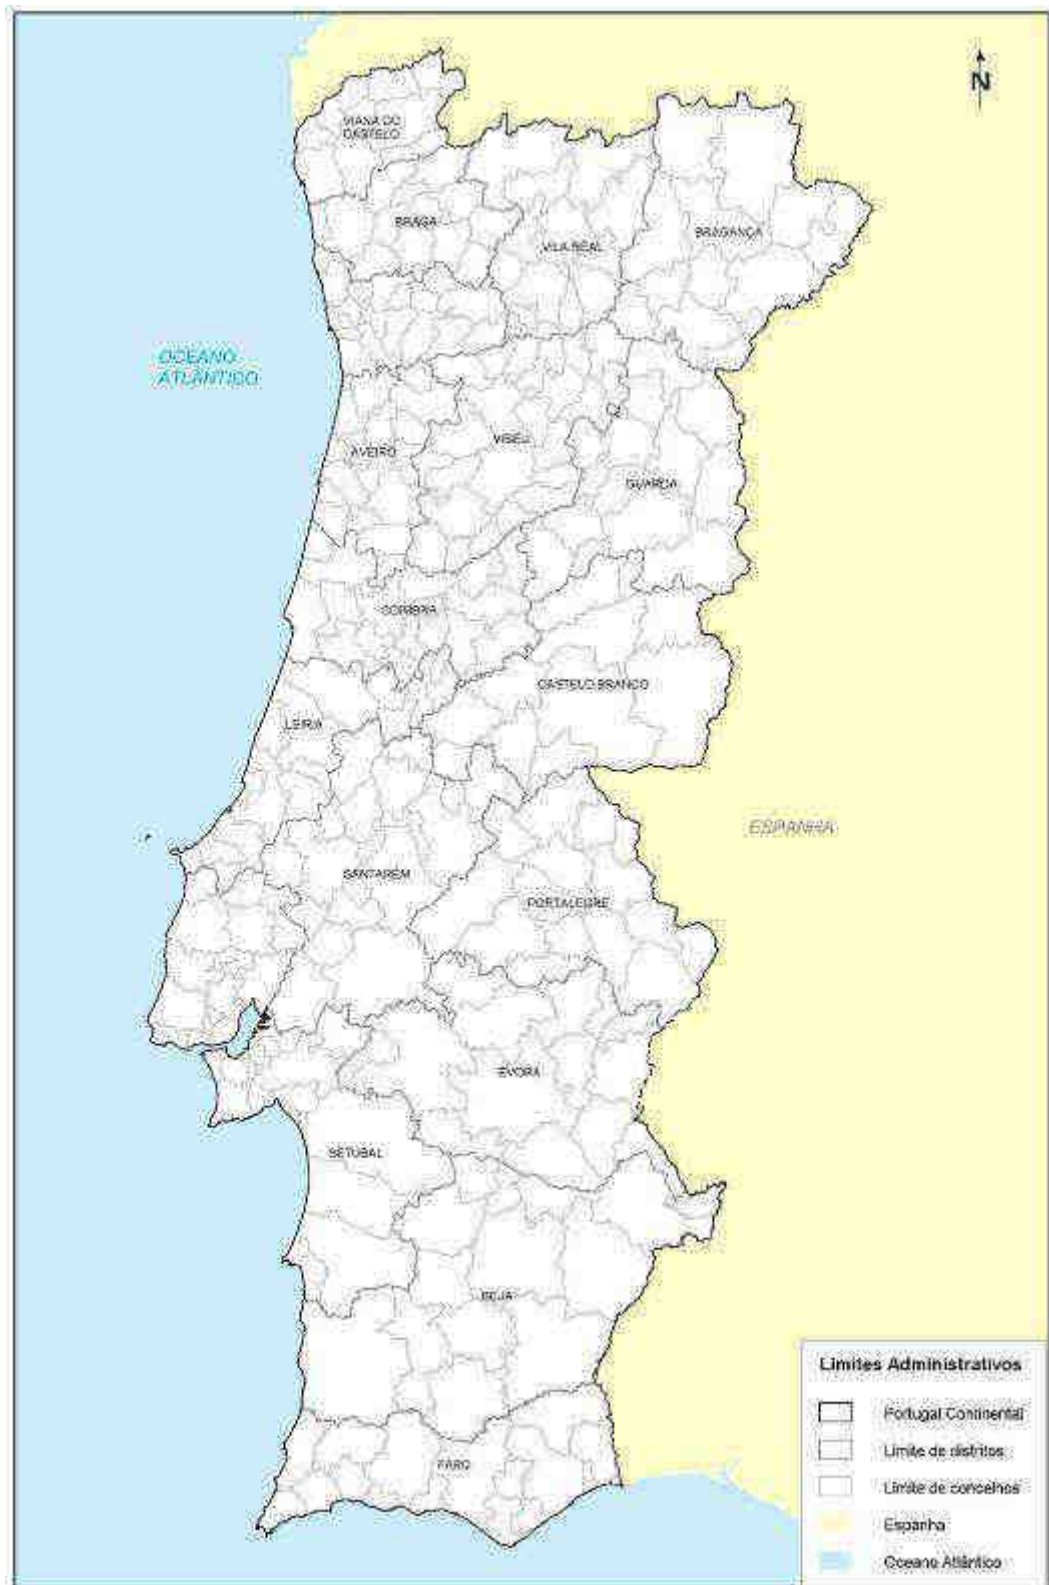 N
VIANA DO
CASTELO
BRAGA
VILA REAL
BRAGANÇA
OCEANO
ATLÂNTICO
AVEIRO
VISEU
GUARDA
COIMBRA
CASTELO BRANCO
LEIRIA
ESPANHA
SANTARÉM
PORTALEGRE
ÉVORA
SETÚBAL
BEJA
FARO
Limites Administrativos
Portugal Continental
Limite de distritos
Limite de concelhos
Espanha
Oceano Atlântico